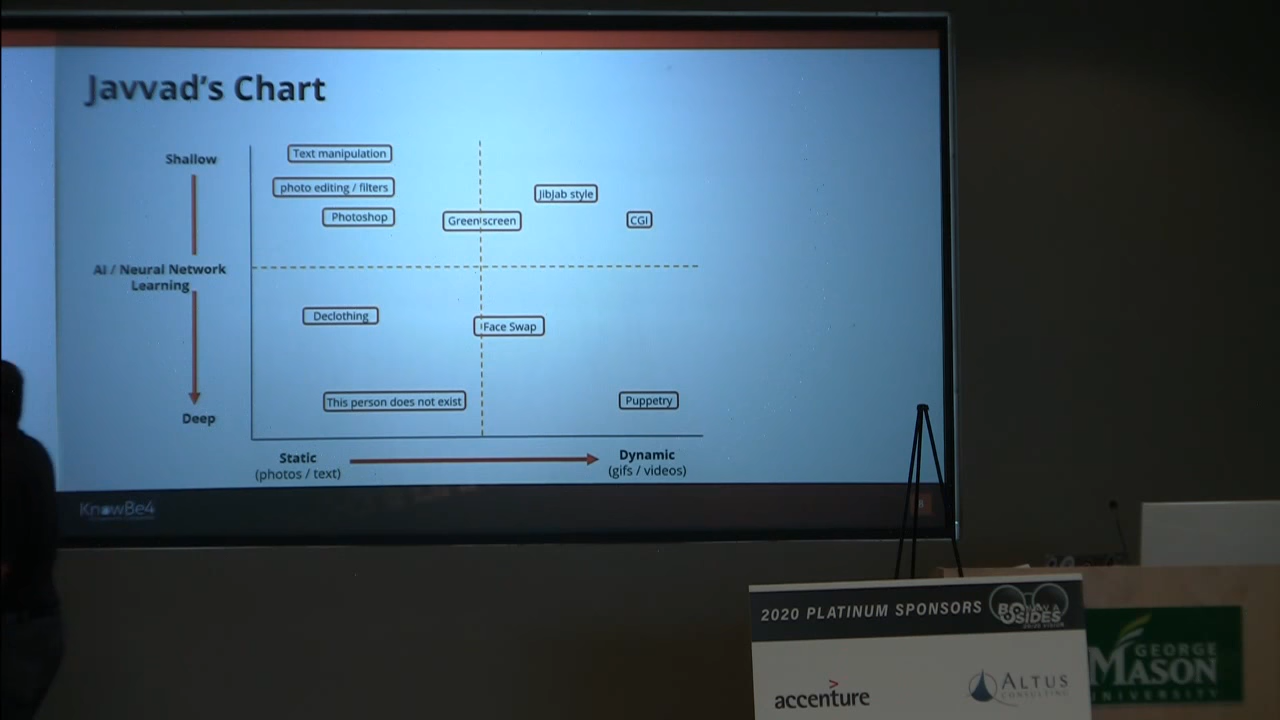 Javvad's Chart
Shallow
AI / Neural Network
Learning
Deep
Text manipulation
photo editing / filters
Photoshop
Greenscreen
JibJab style
CGI
Declothing
Face Swap
This person does not exist
Puppetry
Static
(photos / text)
Dynamic
(gifs / videos)
KnowBe4
2020 PLATINUM SPONSORS
BSIDES
accenture
ALTUS
CONSULTING
GEORGE
MASON
UNIVERSITY